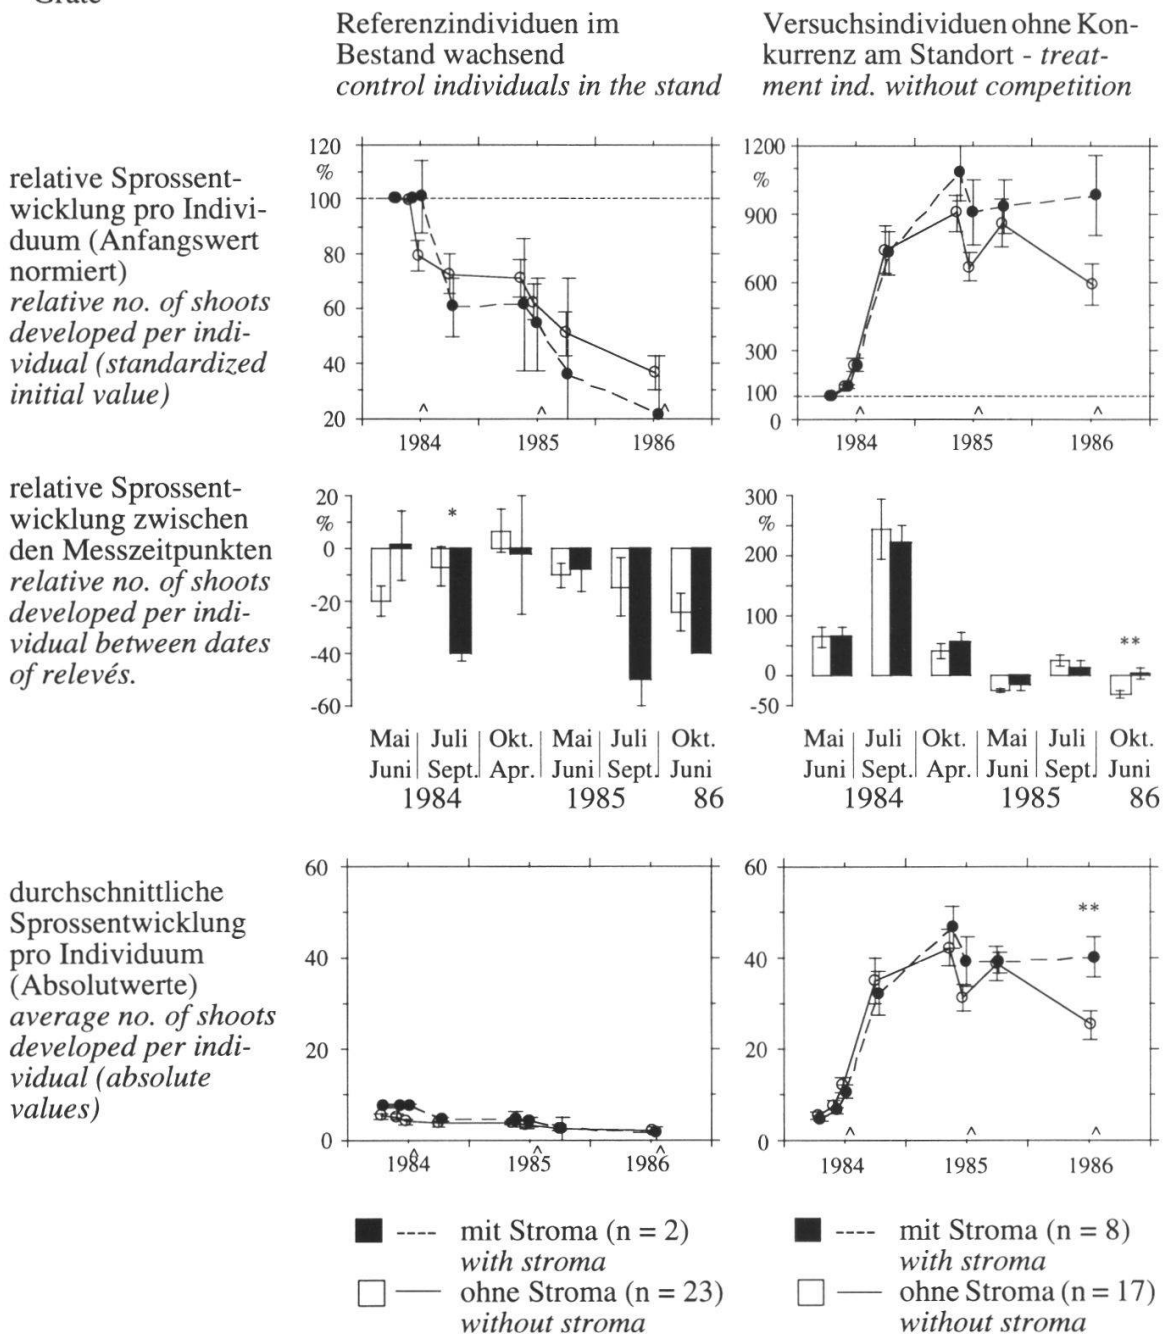 Grate
Referenzindividuen im
Bestand wachsend
control individuals in the stand
Versuchsindividuen ohne Kon-
kurrenz am Standort - treat-
ment ind. without competition
relative Sprossent-
wicklung pro Indivi-
duum (Anfangswert
normiert)
relative no. of shoots
developed per indi-
vidual (standardized
initial value)
120
%
100
80
60
40
20
1984
1985
1986
1200
%
900
600
300
100
0
1984
1985
1986
relative Sprossent-
wicklung zwischen
den Messzeitpunkten
relative no. of shoots
developed per indi-
vidual between dates
of relevés.
20
%
0
-20
-40
-60
*
Mai Juli Okt. Mai Juli Okt.
Juni Sept. Apr. Juni Sept. Juni
1984 1985 86
300
%
200
100
0
-50
**
Mai Juli Okt. Mai Juli Okt.
Juni Sept. Apr. Juni Sept. Juni
1984 1985 86
durchschnittliche
Sprossentwicklung
pro Individuum
(Absolutwerte)
average no. of shoots
developed per indi-
vidual (absolute
values)
60
40
20
0
1984
1985
1986
60
40
20
0
**
1984
1985
1986
mit Stroma (n = 2)
with stroma
ohne Stroma (n = 23)
without stroma
mit Stroma (n = 8)
with stroma
ohne Stroma (n = 17)
without stroma